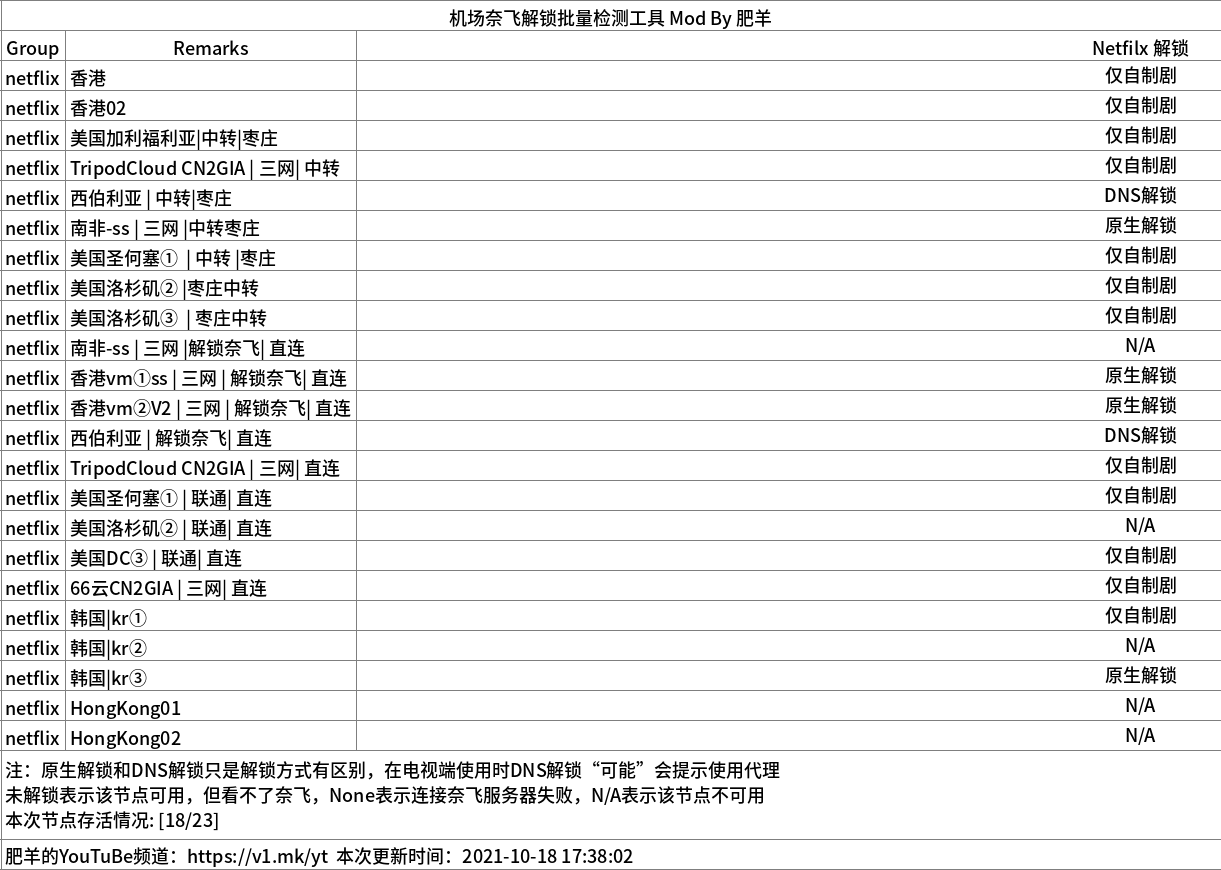 机场奈飞解锁批量检测工具 Mod By 肥羊
Group Remarks Netfilx 解锁
netflix 香港 仅自制剧
netflix 香港02 仅自制剧
netflix 美国加利福利亚|中转|枣庄 仅自制剧
netflix TripodCloud CN2GIA | 三网| 中转 仅自制剧
netflix 西伯利亚 | 中转|枣庄 DNS解锁
netflix 南非-ss | 三网 |中转枣庄 原生解锁
netflix 美国圣何塞① | 中转 |枣庄 仅自制剧
netflix 美国洛杉矶② |枣庄中转 仅自制剧
netflix 美国洛杉矶③ | 枣庄中转 仅自制剧
netflix 南非-ss | 三网 |解锁奈飞| 直连 N/A
netflix 香港vm①ss | 三网 | 解锁奈飞| 直连 原生解锁
netflix 香港vm②V2 | 三网 | 解锁奈飞| 直连 原生解锁
netflix 西伯利亚 | 解锁奈飞| 直连 DNS解锁
netflix TripodCloud CN2GIA | 三网| 直连 仅自制剧
netflix 美国圣何塞① | 联通| 直连 仅自制剧
netflix 美国洛杉矶② | 联通| 直连 N/A
netflix 美国DC③ | 联通| 直连 仅自制剧
netflix 66云CN2GIA | 三网| 直连 仅自制剧
netflix 韩国|kr① 仅自制剧
netflix 韩国|kr② N/A
netflix 韩国|kr③ 原生解锁
netflix HongKong01 N/A
netflix HongKong02 N/A
注：原生解锁和DNS解锁只是解锁方式有区别，在电视端使用时DNS解锁“可能”会提示使用代理
未解锁表示该节点可用，但看不了奈飞，None表示连接奈飞服务器失败，N/A表示该节点不可用
本次节点存活情况: [18/23]
肥羊的YouTuBe频道：https://v1.mk/yt 本次更新时间：2021-10-18 17:38:02